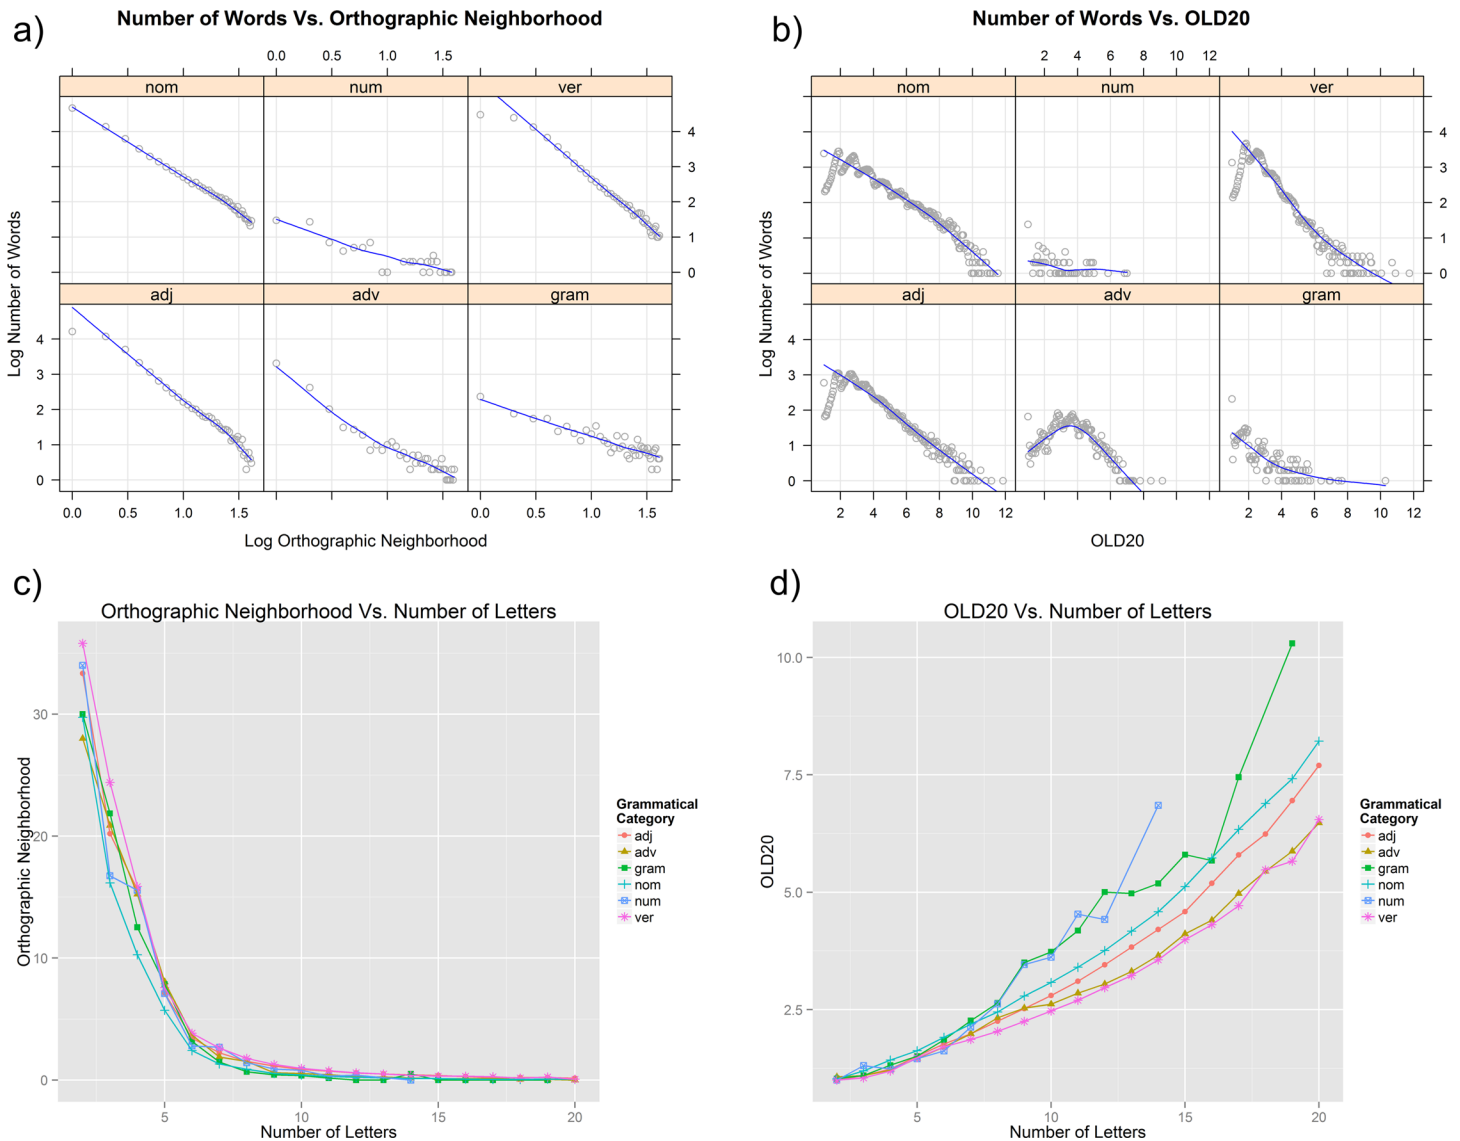 a)
Number of Words Vs. Orthographic Neighborhood
0.0 0.5 1.0 1.5
nom num ver
4
3
2
1
0
adj adv gram
4
3
2
1
0
Log Number of Words
0.0 0.5 1.0 1.5 0.0 0.5 1.0 1.5
Log Orthographic Neighborhood
b)
Number of Words Vs. OLD20
2 4 6 8 10 12
nom num ver
4
3
2
1
0
adj adv gram
4
3
2
1
0
Log Number of Words
2 4 6 8 10 12 2 4 6 8 10 12
OLD20
c)
Orthographic Neighborhood Vs. Number of Letters
30
20
10
0
Orthographic Neighborhood
5 10 15 20
Number of Letters
Grammatical
Category
adj
adv
gram
nom
num
ver
d)
OLD20 Vs. Number of Letters
10.0
7.5
5.0
2.5
OLD20
5 10 15 20
Number of Letters
Grammatical
Category
adj
adv
gram
nom
num
ver